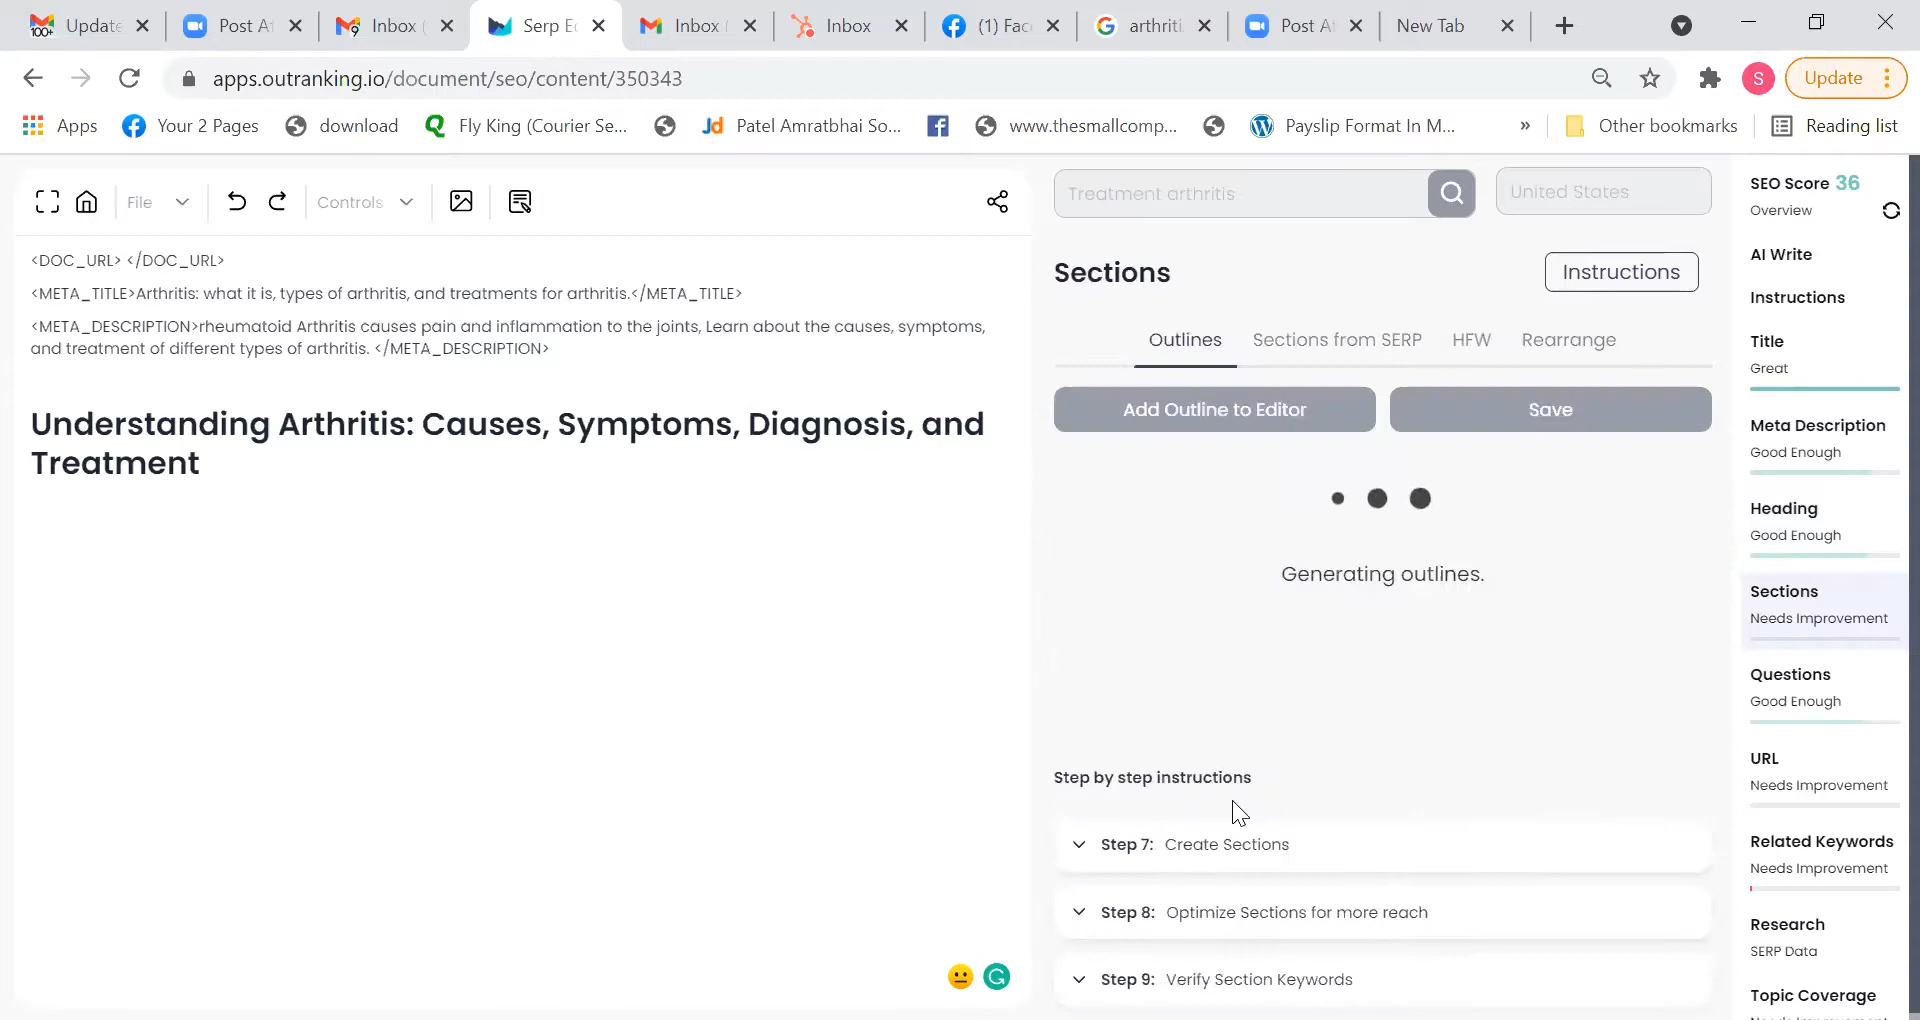 Update
Post At
Inbox (
Serp Ec
Inbox (
Inbox
(1) Fac
arthriti
Post At
New Tab
apps.outranking.io/document/seo/content/350343
S
Update
Apps
Your 2 Pages
download
Fly King (Courier Se...
Jd
Patel Amratbhai So...
www.thesmallcomp...
Payslip Format In M...
»
Other bookmarks
Reading list
File
Controls
<DOC_URL> </DOC_URL>
<META_TITLE>Arthritis: what it is, types of arthritis, and treatments for arthritis.</META_TITLE>
<META_DESCRIPTION>rheumatoid Arthritis causes pain and inflammation to the joints, Learn about the causes, symptoms,
and treatment of different types of arthritis. </META_DESCRIPTION>
Understanding Arthritis: Causes, Symptoms, Diagnosis, and
Treatment
Treatment arthritis
United States
Sections
Instructions
Outlines
Sections from SERP
HFW
Rearrange
Add Outline to Editor
Save
Generating outlines.
Step by step instructions
Step 7: Create Sections
Step 8: Optimize Sections for more reach
Step 9: Verify Section Keywords
SEO Score 36
Overview
AI Write
Instructions
Title
Great
Meta Description
Good Enough
Heading
Good Enough
Sections
Needs Improvement
Questions
Good Enough
URL
Needs Improvement
Related Keywords
Needs Improvement
Research
SERP Data
Topic Coverage